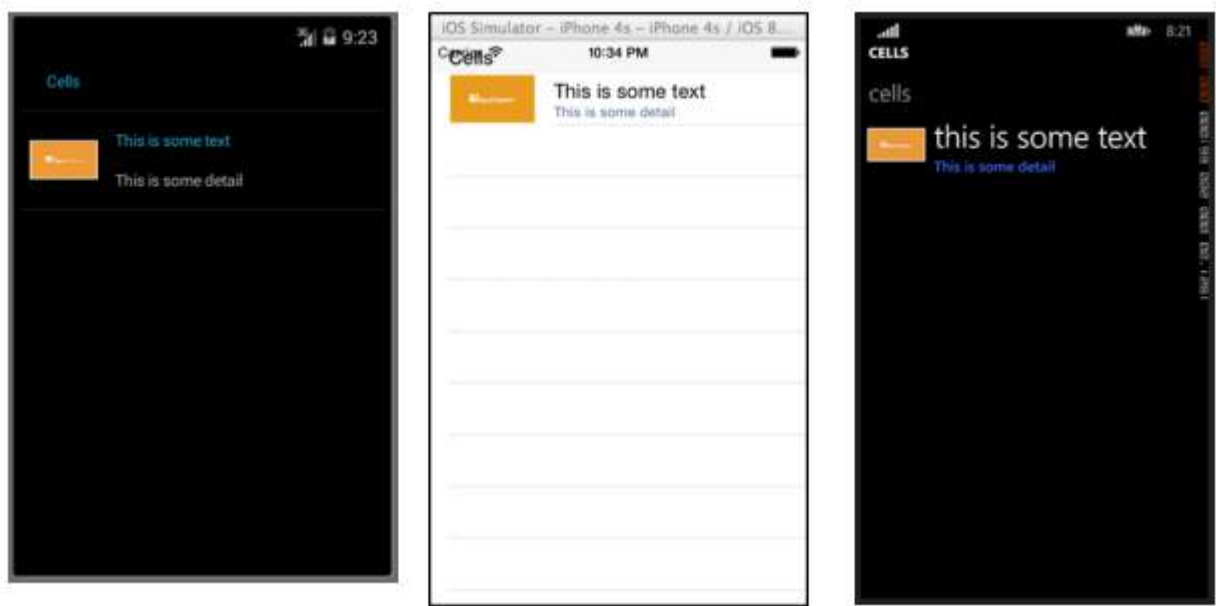 9:23
Cells
This is some text
This is some detail
iOS Simulator - iPhone 4s - iPhone 4s / iOS 8...
10:34 PM
Cells
This is some text
This is some detail
8:21
CELLS
cells
this is some text
This is some detail